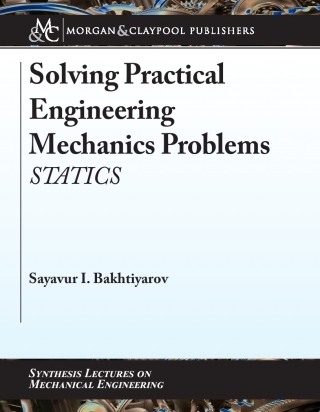 M&C MORGAN&CLAYPOOL PUBLISHERS
Solving Practical
Engineering
Mechanics Problems
STATICS
Sayavur I. Bakhtiyarov
SYNTHESIS LECTURES ON
MECHANICAL ENGINEERING